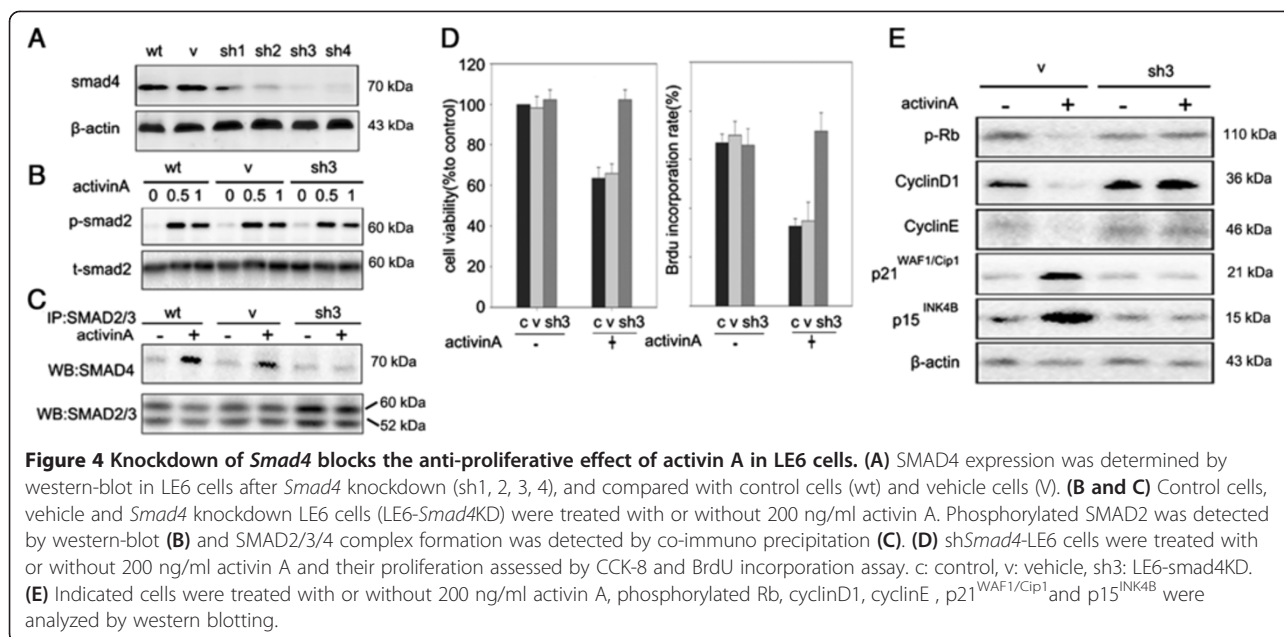 A
wt v sh1 sh2 sh3 sh4
smad4 70 kDa
β-actin 43 kDa
B
wt v sh3
activinA 0 0.5 1 0 0.5 1 0 0.5 1
p-smad2 60 kDa
t-smad2 60 kDa
C
IP:SMAD2/3 wt v sh3
activinA - + - + - +
WB:SMAD4 70 kDa
WB:SMAD2/3 60 kDa
52 kDa
D
cell viability(%to control)
120
100
80
60
40
20
0
c v sh3 c v sh3
activinA - +
Brdu incorporation rate(%)
c v sh3 c v sh3
activinA - +
E
v sh3
activinA - + - +
p-Rb 110 kDa
CyclinD1 36 kDa
CyclinE 46 kDa
p21WAF1/Cip1 21 kDa
p15INK4B 15 kDa
β-actin 43 kDa
Figure 4 Knockdown of Smad4 blocks the anti-proliferative effect of activin A in LE6 cells. (A) SMAD4 expression was determined by
western-blot in LE6 cells after Smad4 knockdown (sh1, 2, 3, 4), and compared with control cells (wt) and vehicle cells (V). (B and C) Control cells,
vehicle and Smad4 knockdown LE6 cells (LE6-Smad4KD) were treated with or without 200 ng/ml activin A. Phosphorylated SMAD2 was detected
by western-blot (B) and SMAD2/3/4 complex formation was detected by co-immuno precipitation (C). (D) shSmad4-LE6 cells were treated with
or without 200 ng/ml activin A and their proliferation assessed by CCK-8 and BrdU incorporation assay. c: control, v: vehicle, sh3: LE6-smad4KD.
(E) Indicated cells were treated with or without 200 ng/ml activin A, phosphorylated Rb, cyclinD1, cyclinE , p21WAF1/Cip1and p15INK4B were
analyzed by western blotting.